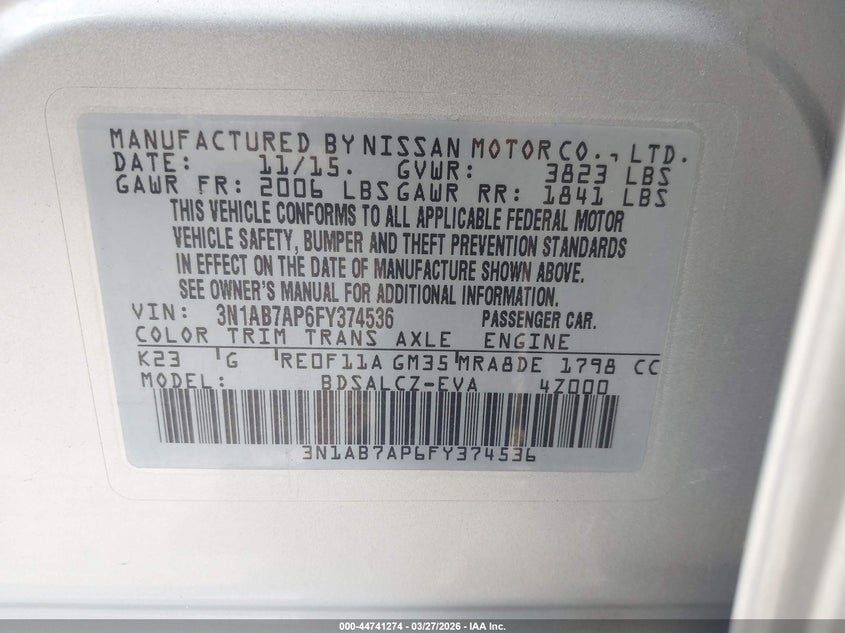 MANUFACTURED BY NISSAN MOTOR CO., LTD.
DATE: 11/15. GVWR: 3823 LBS
GAWR FR: 2006 LBS GAWR RR: 1841 LBS
THIS VEHICLE CONFORMS TO ALL APPLICABLE FEDERAL MOTOR
VEHICLE SAFETY, BUMPER AND THEFT PREVENTION STANDARDS
IN EFFECT ON THE DATE OF MANUFACTURE SHOWN ABOVE.
SEE OWNER'S MANUAL FOR ADDITIONAL INFORMATION.
VIN: 3N1AB7AP6FY374536 PASSENGER CAR.
COLOR TRIM TRANS AXLE ENGINE
K23 G RE0F11A GM35 MRA8DE 1798 CC
MODEL: BDSALCZ-EVA 4Z000
3N1AB7AP6FY374536
000-44741274 | 03/27/2026 - IAA Inc.